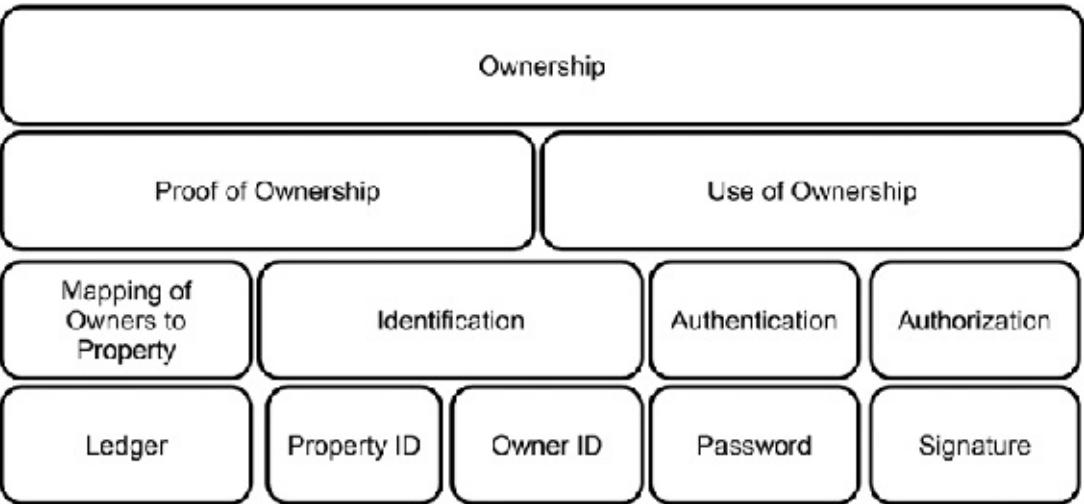 Ownership
Proof of Ownership
Use of Ownership
Mapping of
Owners to
Property
Identification
Authentication
Authorization
Ledger
Property ID
Owner ID
Password
Signature